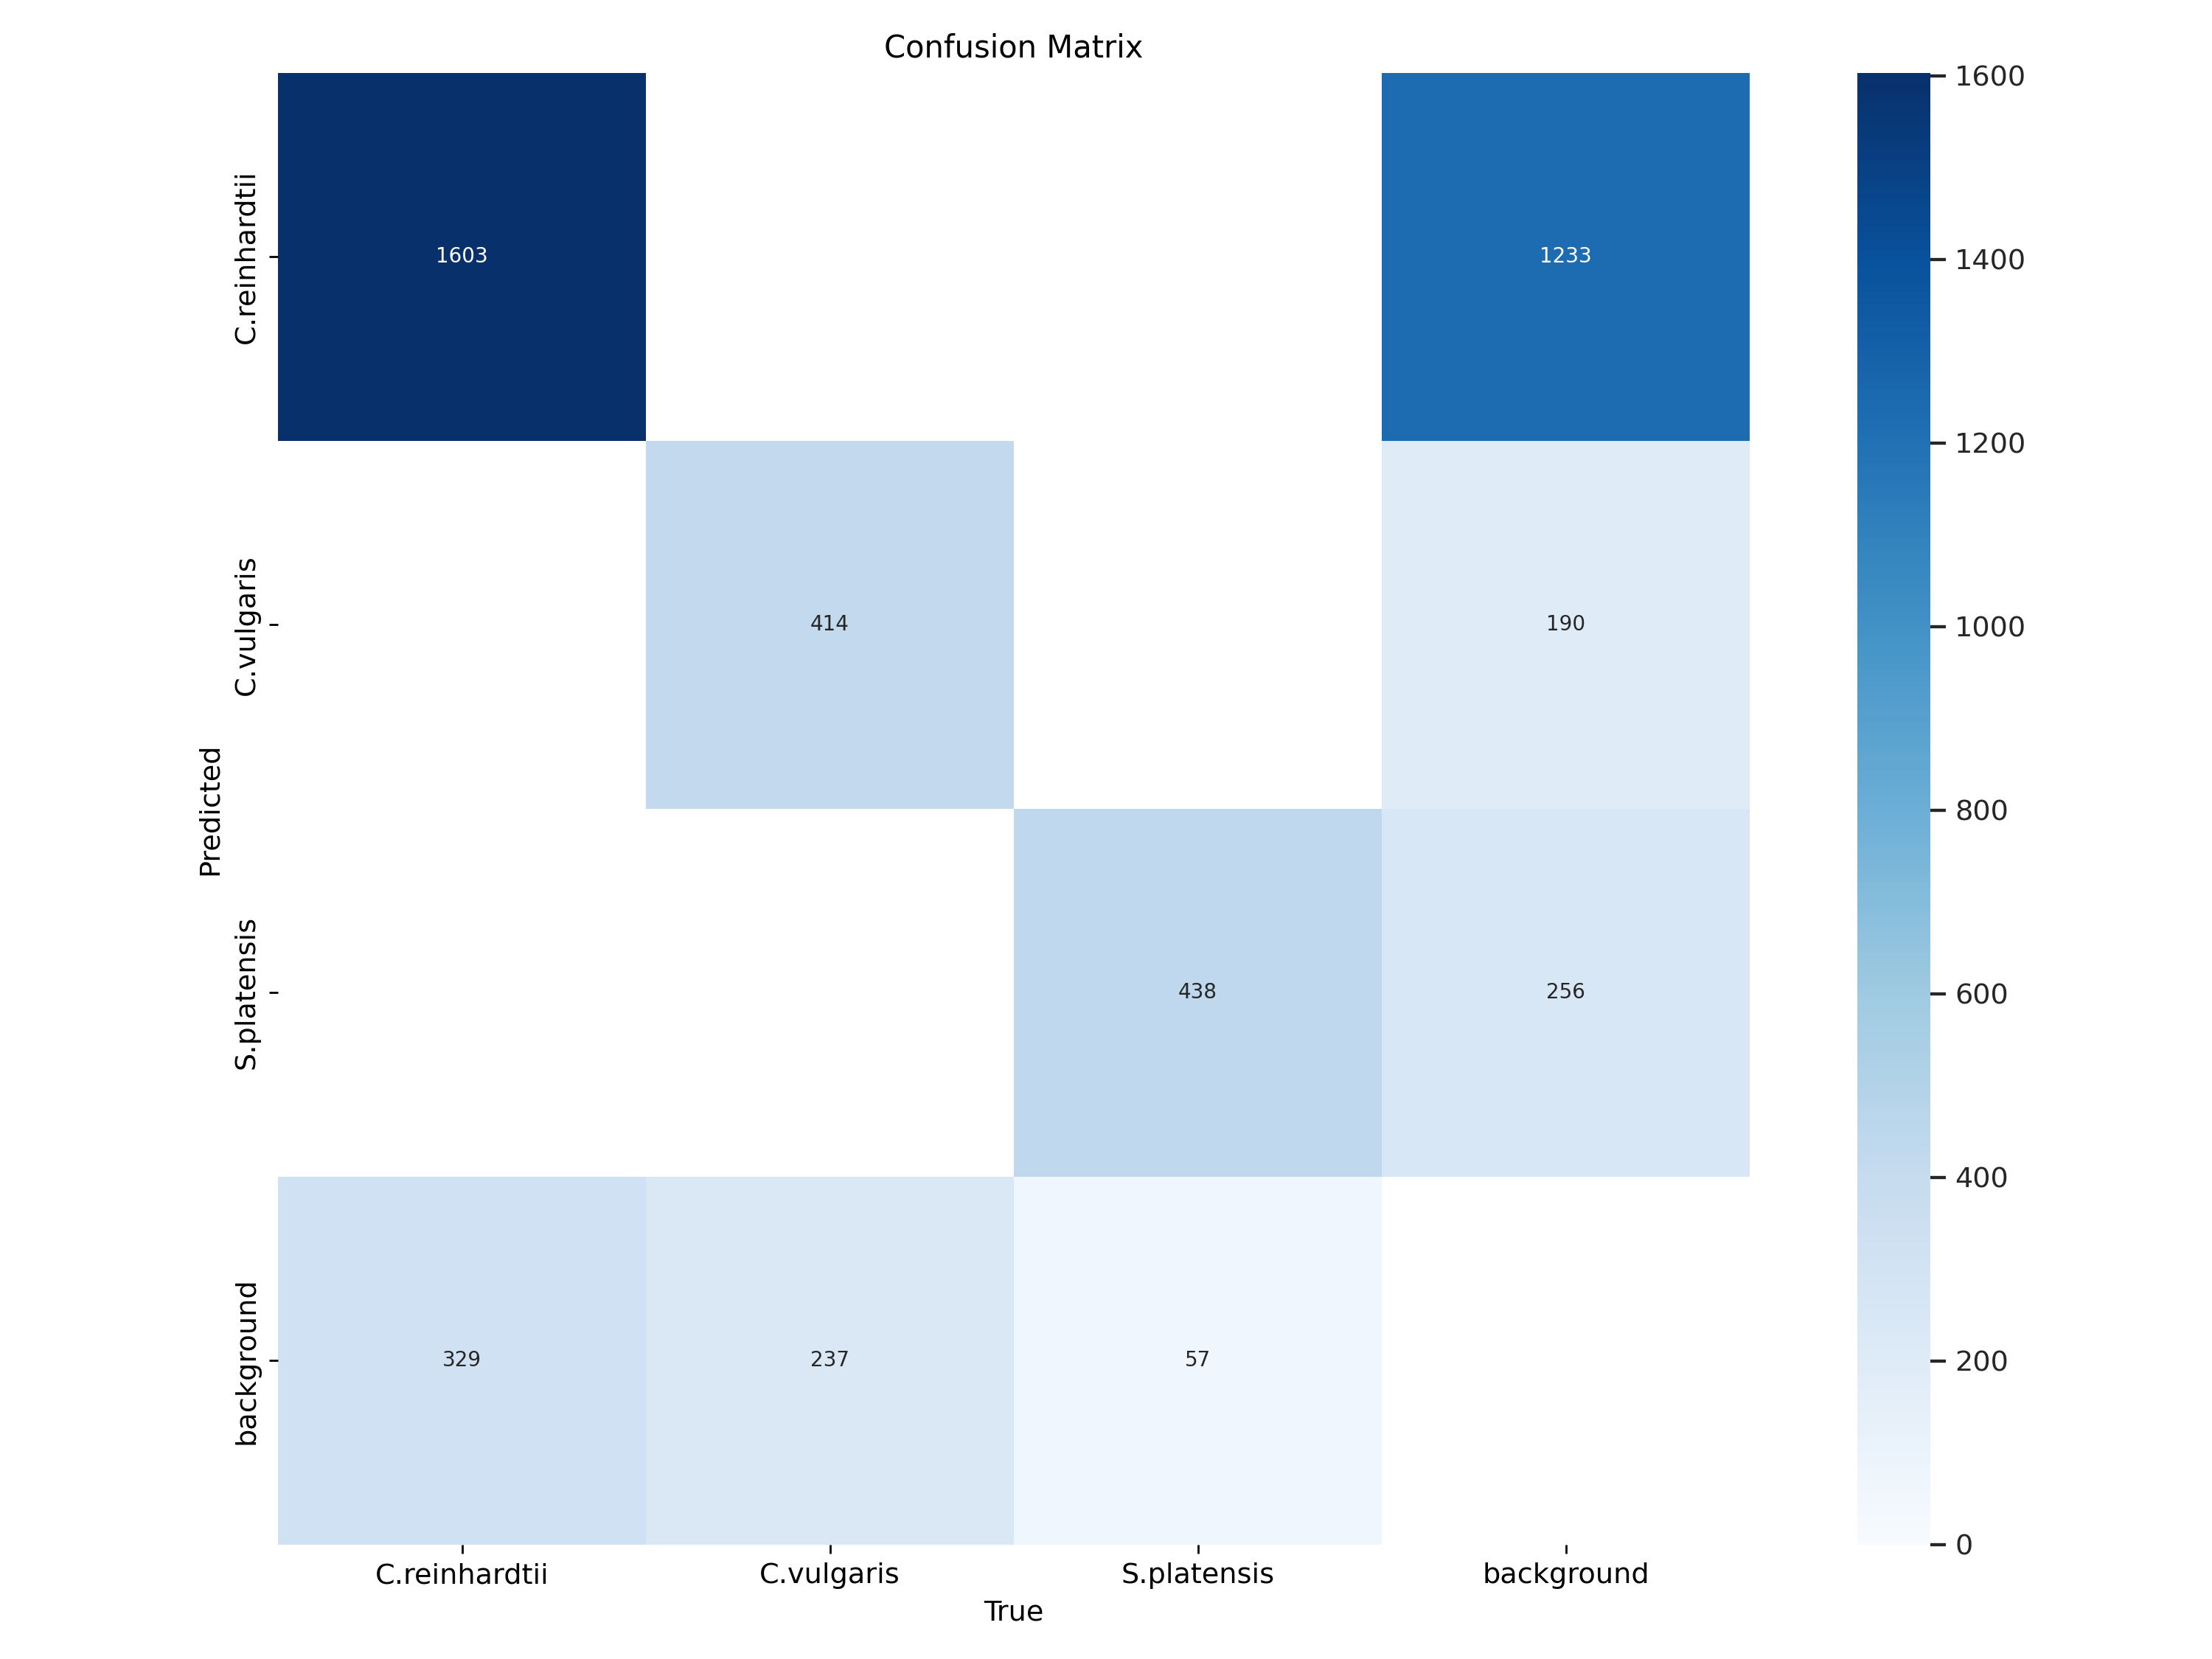 Confusion Matrix
Predicted
C.reinhardtii
1603
1233
C.vulgaris
414
190
S.platensis
438
256
background
329
237
57
C.reinhardtii
C.vulgaris
S.platensis
background
True
1600
1400
1200
1000
800
600
400
200
0